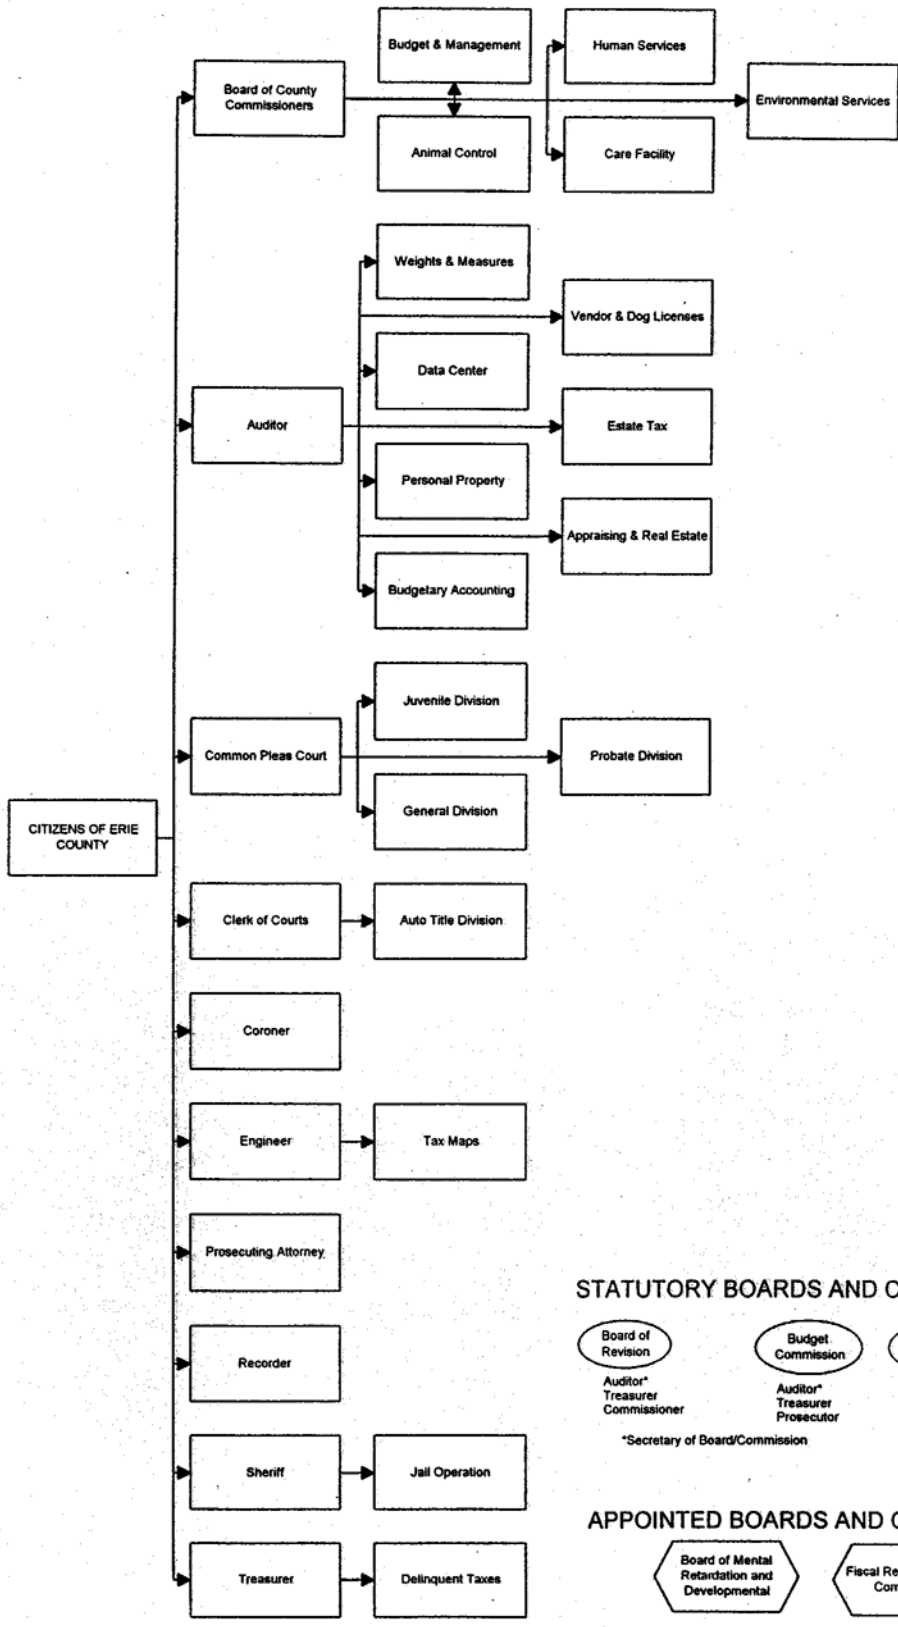 Budget & Management
Human Services
Board of County
Commissioners
Environmental Services
Animal Control
Care Facility
Weights & Measures
Vendor & Dog Licenses
Data Center
Auditor
Estate Tax
Personal Property
Appraising & Real Estate
Budgetary Accounting
Juvenile Division
Common Pleas Court
Probate Division
General Division
CITIZENS OF ERIE
COUNTY
Clerk of Courts
Auto Title Division
Coroner
Engineer
Tax Maps
Prosecuting Attorney
Recorder
Sheriff
Jail Operation
Treasurer
Delinquent Taxes
STATUTORY BOARDS AND C
Board of
Revision
Auditor*
Treasurer
Commissioner
Budget
Commission
Auditor*
Treasurer
Prosecutor
*Secretary of Board/Commission
APPOINTED BOARDS AND
Board of Mental
Retardation and
Developmental
Fiscal Re
Com